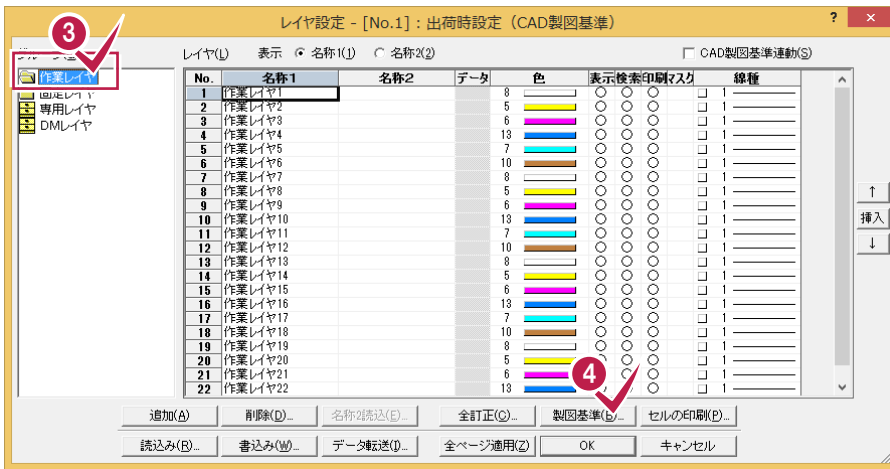 レイヤ設定 - [No.1] : 出荷時設定（CAD製図基準） ? ×
3
レイヤ(L) 表示 名称1(1) 名称2(2) CAD製図基準連動(S)
作業レイヤ
固定レイヤ
専用レイヤ
DMレイヤ
No. 名称1 名称2 データ 色 表示 検索 印刷 マスク 線種
1 作業レイヤ1 8 1
2 作業レイヤ2 5 1
3 作業レイヤ3 6 1
4 作業レイヤ4 13 1
5 作業レイヤ5 7 1
6 作業レイヤ6 10 1
7 作業レイヤ7 8 1
8 作業レイヤ8 5 1
9 作業レイヤ9 6 1
10 作業レイヤ10 13 1
11 作業レイヤ11 7 1
12 作業レイヤ12 10 1
13 作業レイヤ13 8 1
14 作業レイヤ14 5 1
15 作業レイヤ15 6 1
16 作業レイヤ16 13 1
17 作業レイヤ17 7 1
18 作業レイヤ18 10 1
19 作業レイヤ19 8 1
20 作業レイヤ20 5 1
21 作業レイヤ21 6 1
22 作業レイヤ22 13 1
↑
挿入
↓
4
追加(A) 削除(D)... 名称2読込(E)... 全訂正(C)... 製図基準(B)... セルの印刷(P)...
読込み(R)... 書込み(W)... データ転送(I)... 全ページ適用(Z) OK キャンセル